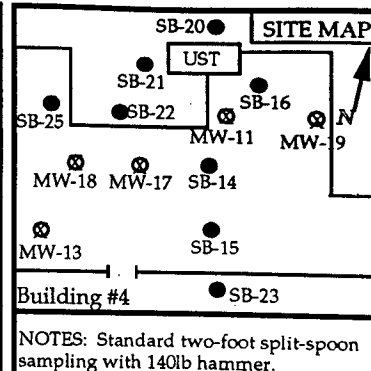 SB-20
SITE MAP
UST
SB-21
SB-16
SB-25
SB-22
MW-11
MW-19
N
MW-18
MW-17
SB-14
MW-13
SB-15
Building #4
SB-23
NOTES: Standard two-foot split-spoon
sampling with 140lb hammer.